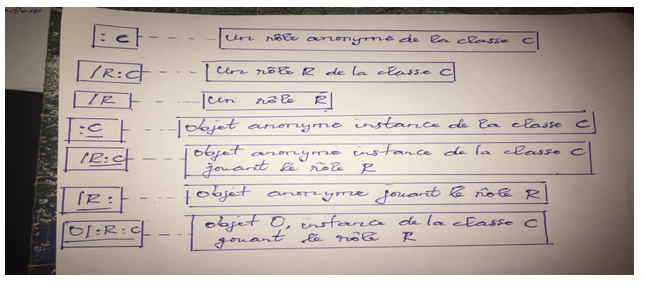 : C un rôle anonyme de la classe C
/R:C un rôle R de la classe C
/R un rôle R
:C objet anonyme instance de la classe C
/R:C objet anonyme instance de la classe C
jouant le rôle R
/R: objet anonyme jouant le rôle R
O/:R:C objet O, instance de la classe C
jouant le rôle R